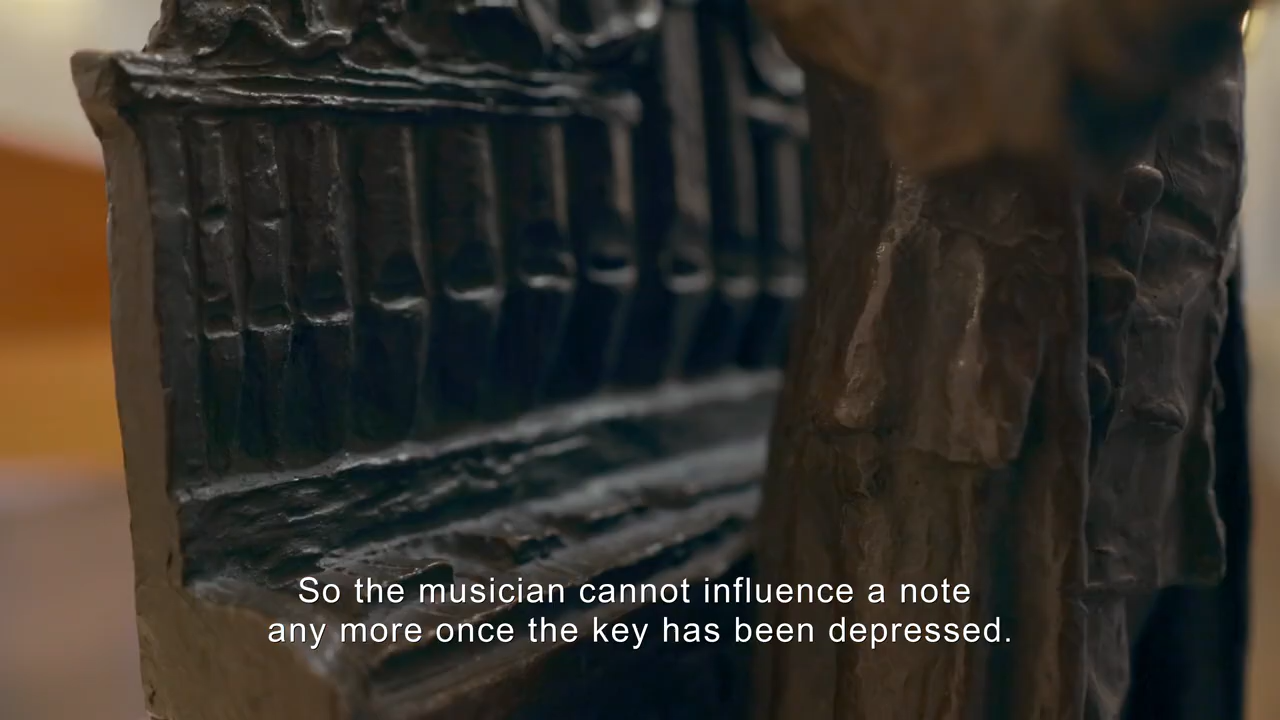 So the musician cannot influence a note
any more once the key has been depressed.